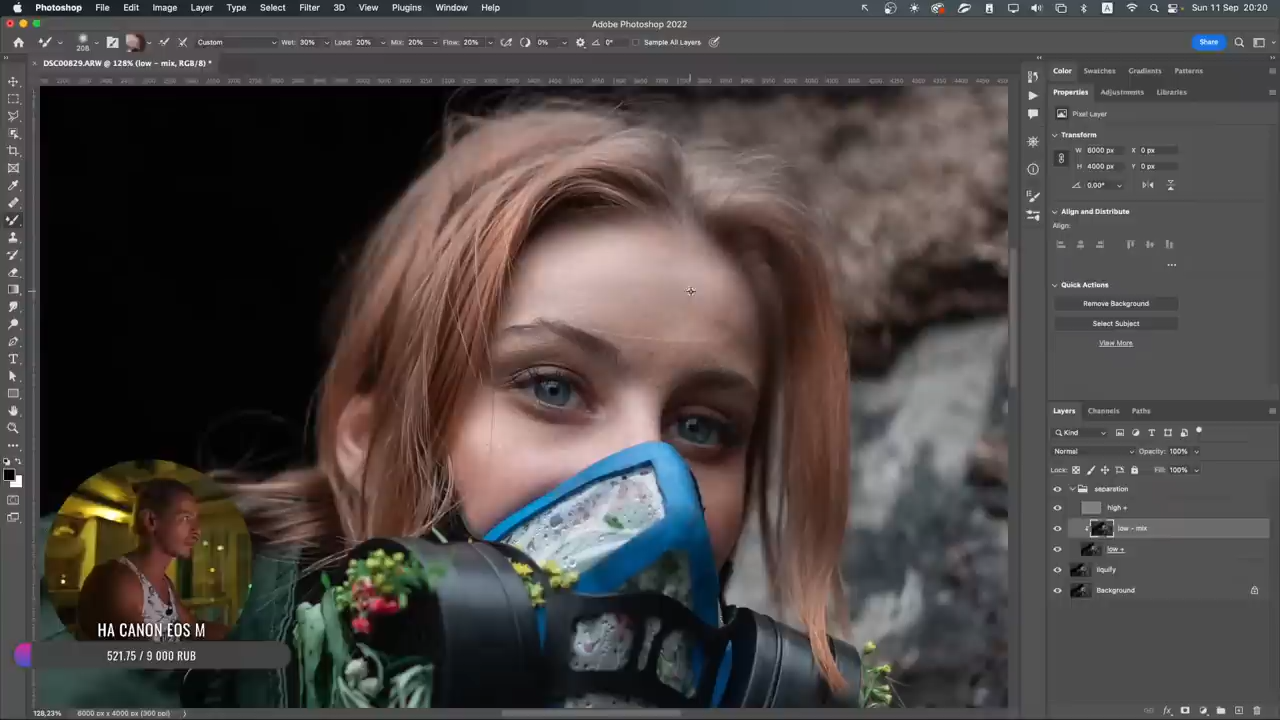 Photoshop File Edit Image Layer Type Select Filter 3D View Plugins Window Help A Sun 11 Sep 20:20
Adobe Photoshop 2022
206 Custom Wet: 30% Load: 20% Mix: 20% Flow: 20% 0% 0° Sample All Layers Share
DSC00829.ARW @ 128% (low - mix, RGB/8) *
Color Swatches Gradients Patterns
Properties Adjustments Libraries
Pixel Layer
Transform
W 6000 px X 0 px
H 4000 px Y 0 px
0.00°
Align and Distribute
Align:
Quick Actions
Remove Background
Select Subject
View More
Layers Channels Paths
Kind
Normal Opacity: 100%
Lock: Fill: 100%
separation
high +
low - mix
low +
liquify
Background
НА CANON EOS M
521.75 / 9 000 RUB
128,23% 6000 px x 4000 px (300 ppi)